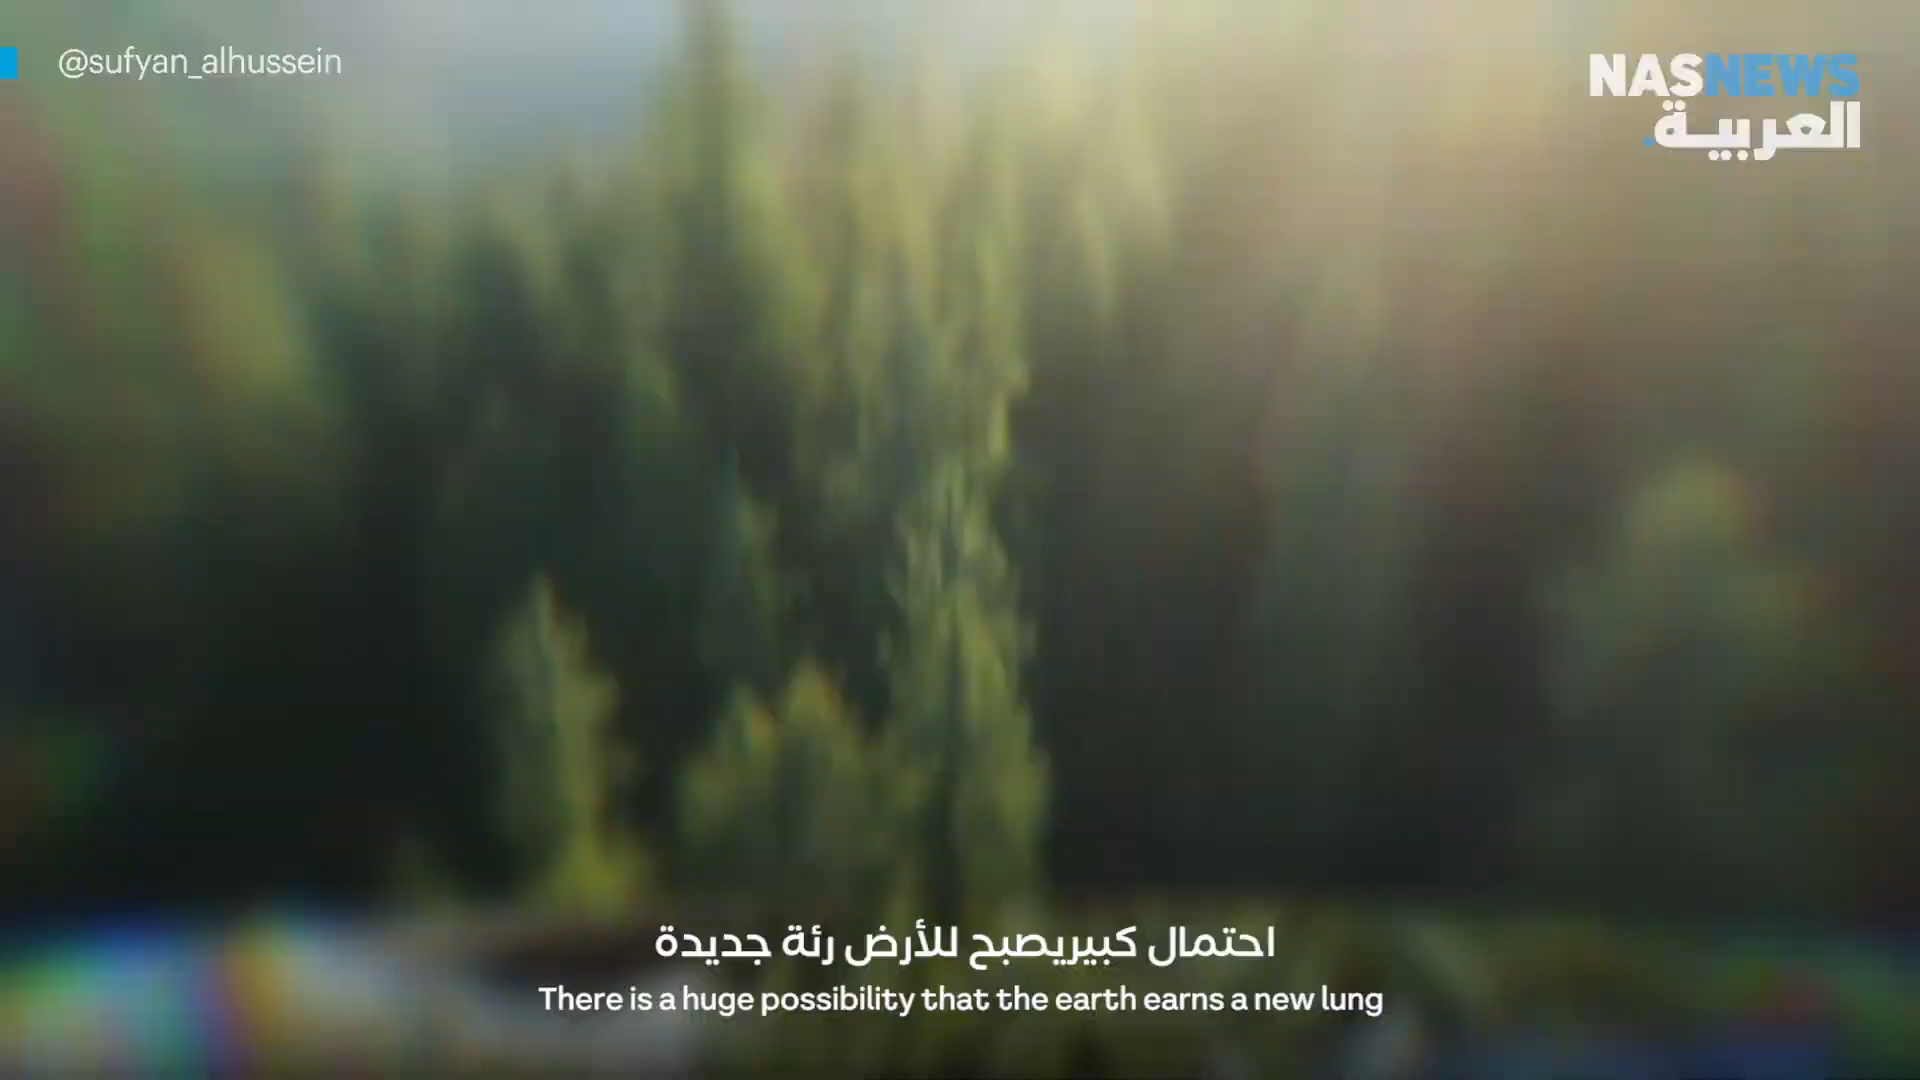 @sufyan_alhussein
NASNEWS
العربية.
احتمال كبيريصبح للأرض رئة جديدة
There is a huge possibility that the earth earns a new lung